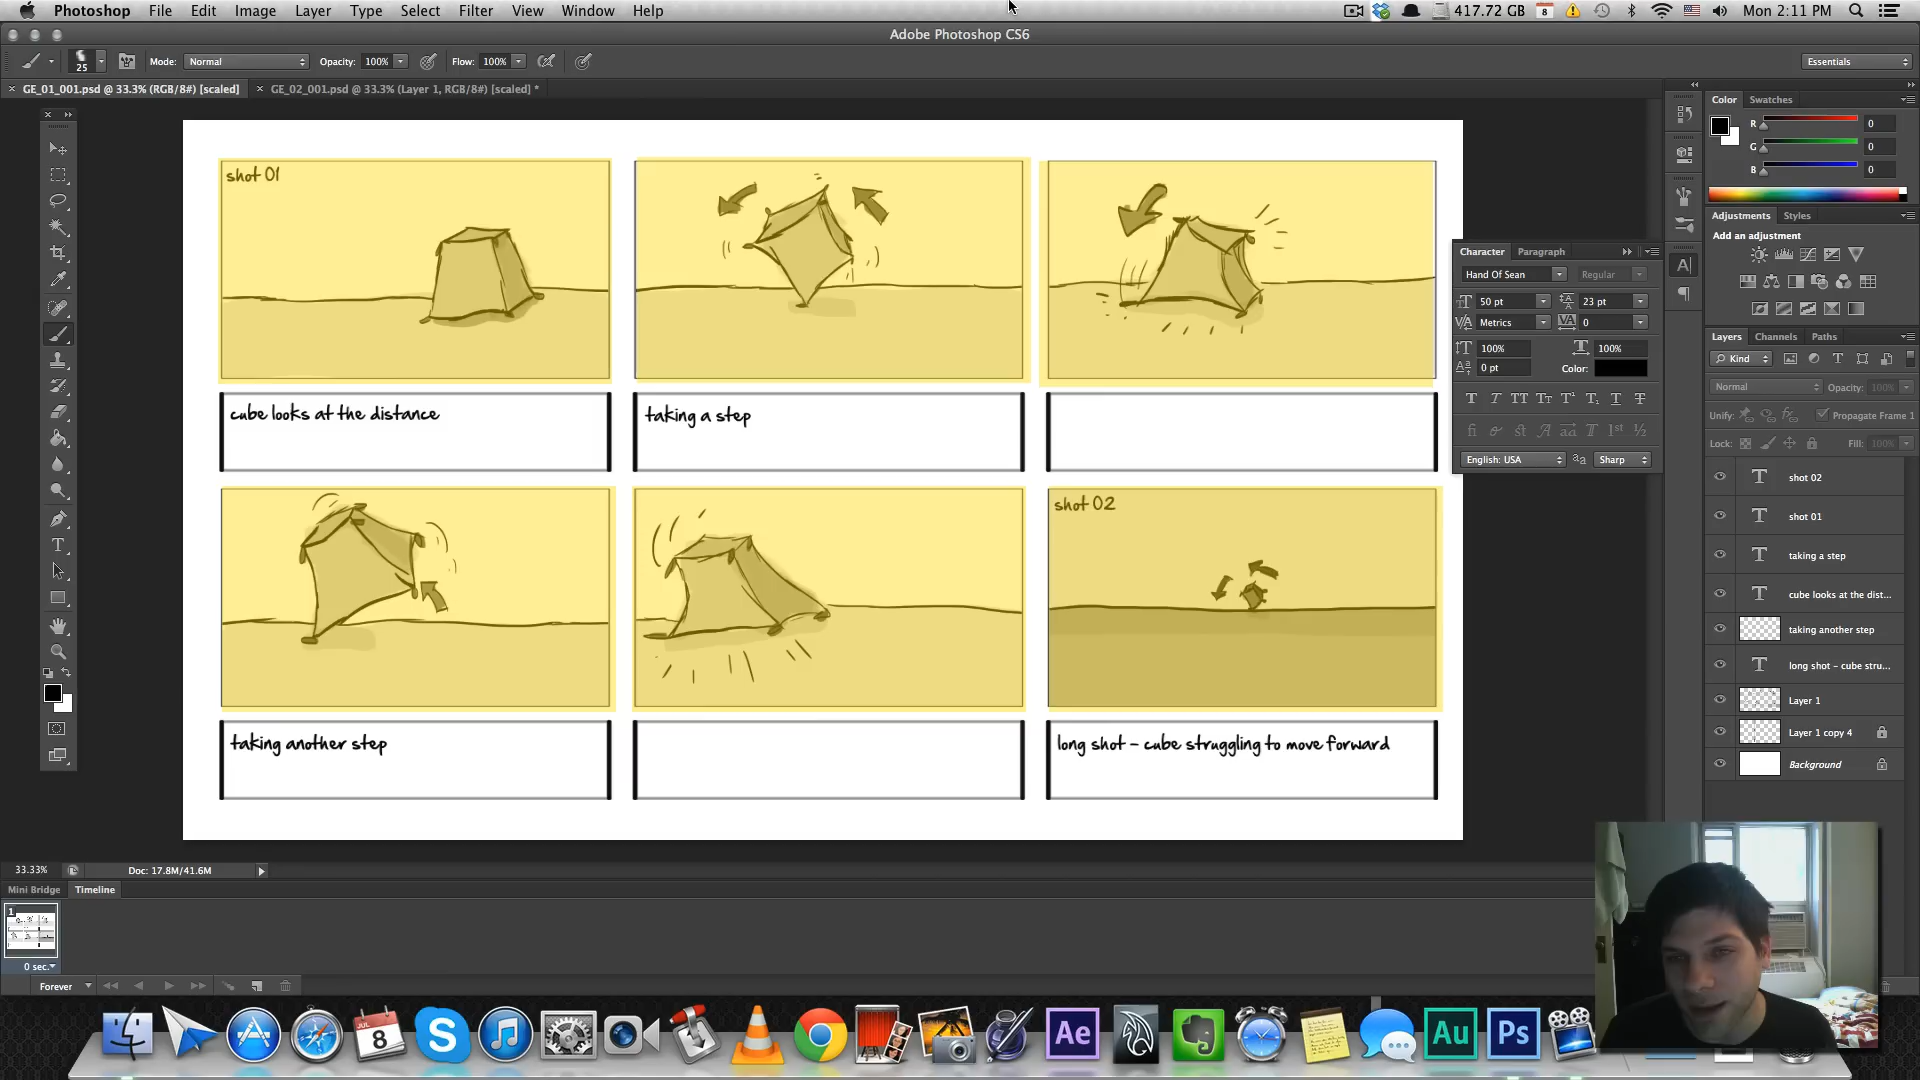 Photoshop File Edit Image Layer Type Select Filter View Window Help 417.72 GB 8 Mon 2:11 PM
Adobe Photoshop CS6
25 Mode: Normal Opacity: 100% Flow: 100% Essentials
GE_01_001.psd @ 33.3% (RGB/8#) [scaled] GE_02_001.psd @ 33.3% (Layer 1, RGB/8#) [scaled] *
Color Swatches
R 0
G 0
B 0
Adjustments Styles
Add an adjustment
Character Paragraph
Hand Of Sean Regular
50 pt 23 pt
Metrics 0
100% 100%
0 pt Color:
English: USA Sharp
Layers Channels Paths
Kind
Normal Opacity: 100%
Unify: Propagate Frame 1
Lock: Fill: 100%
shot 02
shot 01
taking a step
cube looks at the dist...
taking another step
long shot - cube stru...
Layer 1
Layer 1 copy 4
Background
shot 01
cube looks at the distance
taking a step
shot 02
taking another step
long shot - cube struggling to move forward
33.33% Doc: 17.8M/41.6M
Mini Bridge Timeline
1
0 sec.
Forever
JUL
8
Ae
Au
Ps